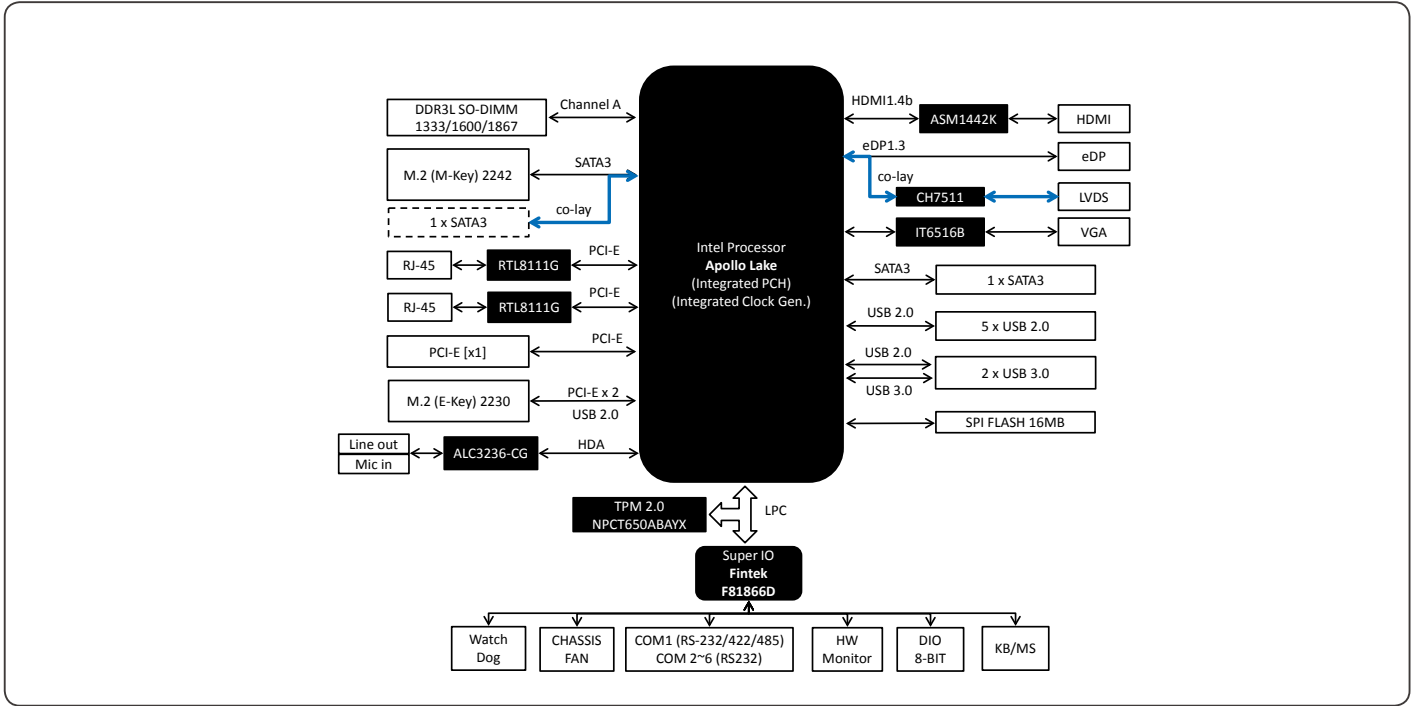 DDR3L SO-DIMM
1333/1600/1867
Channel A
M.2 (M-Key) 2242
SATA3
1 x SATA3
co-lay
RJ-45
RTL8111G
PCI-E
RJ-45
RTL8111G
PCI-E
PCI-E [x1]
PCI-E
M.2 (E-Key) 2230
PCI-E x 2
USB 2.0
Line out
Mic in
ALC3236-CG
HDA
Intel Processor
Apollo Lake
(Integrated PCH)
(Integrated Clock Gen.)
HDMI1.4b
ASM1442K
HDMI
eDP1.3
eDP
co-lay
CH7511
LVDS
IT6516B
VGA
SATA3
1 x SATA3
USB 2.0
5 x USB 2.0
USB 2.0
USB 3.0
2 x USB 3.0
SPI FLASH 16MB
TPM 2.0
NPCT650ABAYX
LPC
Super IO
Fintek
F81866D
Watch
Dog
CHASSIS
FAN
COM1 (RS-232/422/485)
COM 2~6 (RS232)
HW
Monitor
DIO
8-BIT
KB/MS